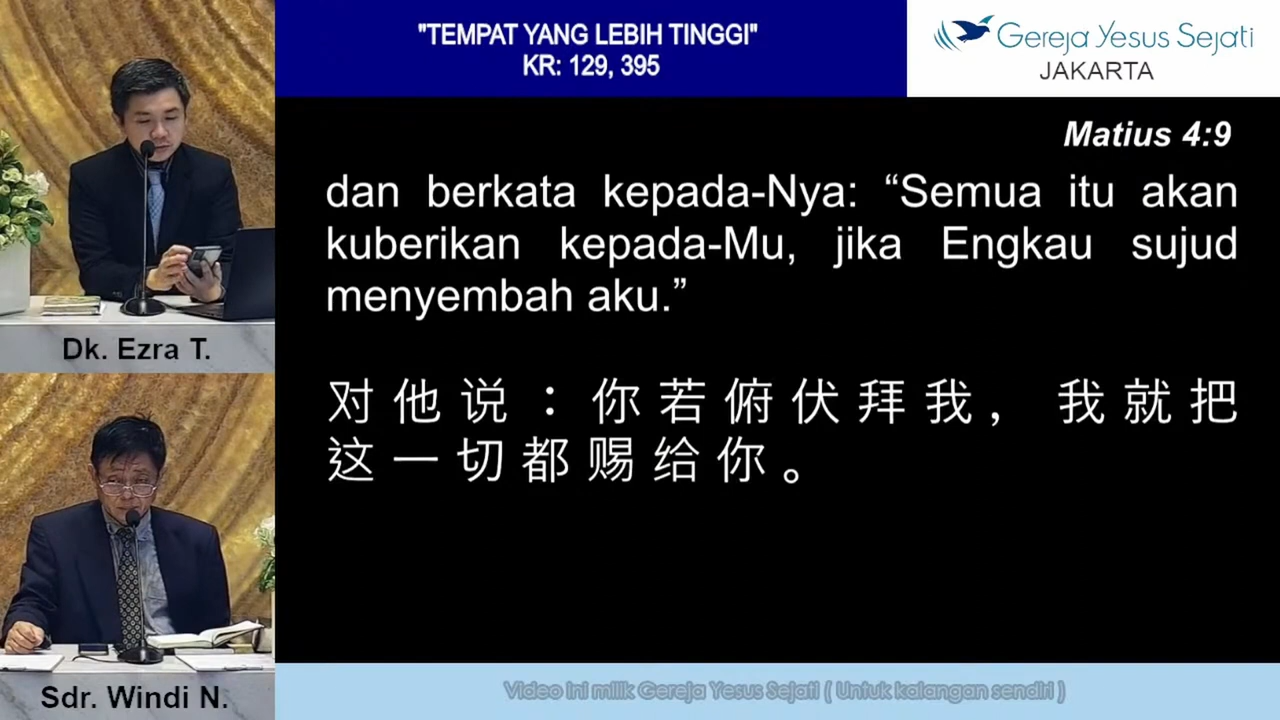 "TEMPAT YANG LEBIH TINGGI"
KR: 129, 395
Gereja Yesus Sejati
JAKARTA
Matius 4:9
dan berkata kepada-Nya: “Semua itu akan
kuberikan kepada-Mu, jika Engkau sujud
menyembah aku.”
对他说：你若俯伏拜我，我就把
这一切都赐给你。
Dk. Ezra T.
Sdr. Windi N.
Video ini milik Gereja Yesus Sejati ( Untuk kalangan sendiri )